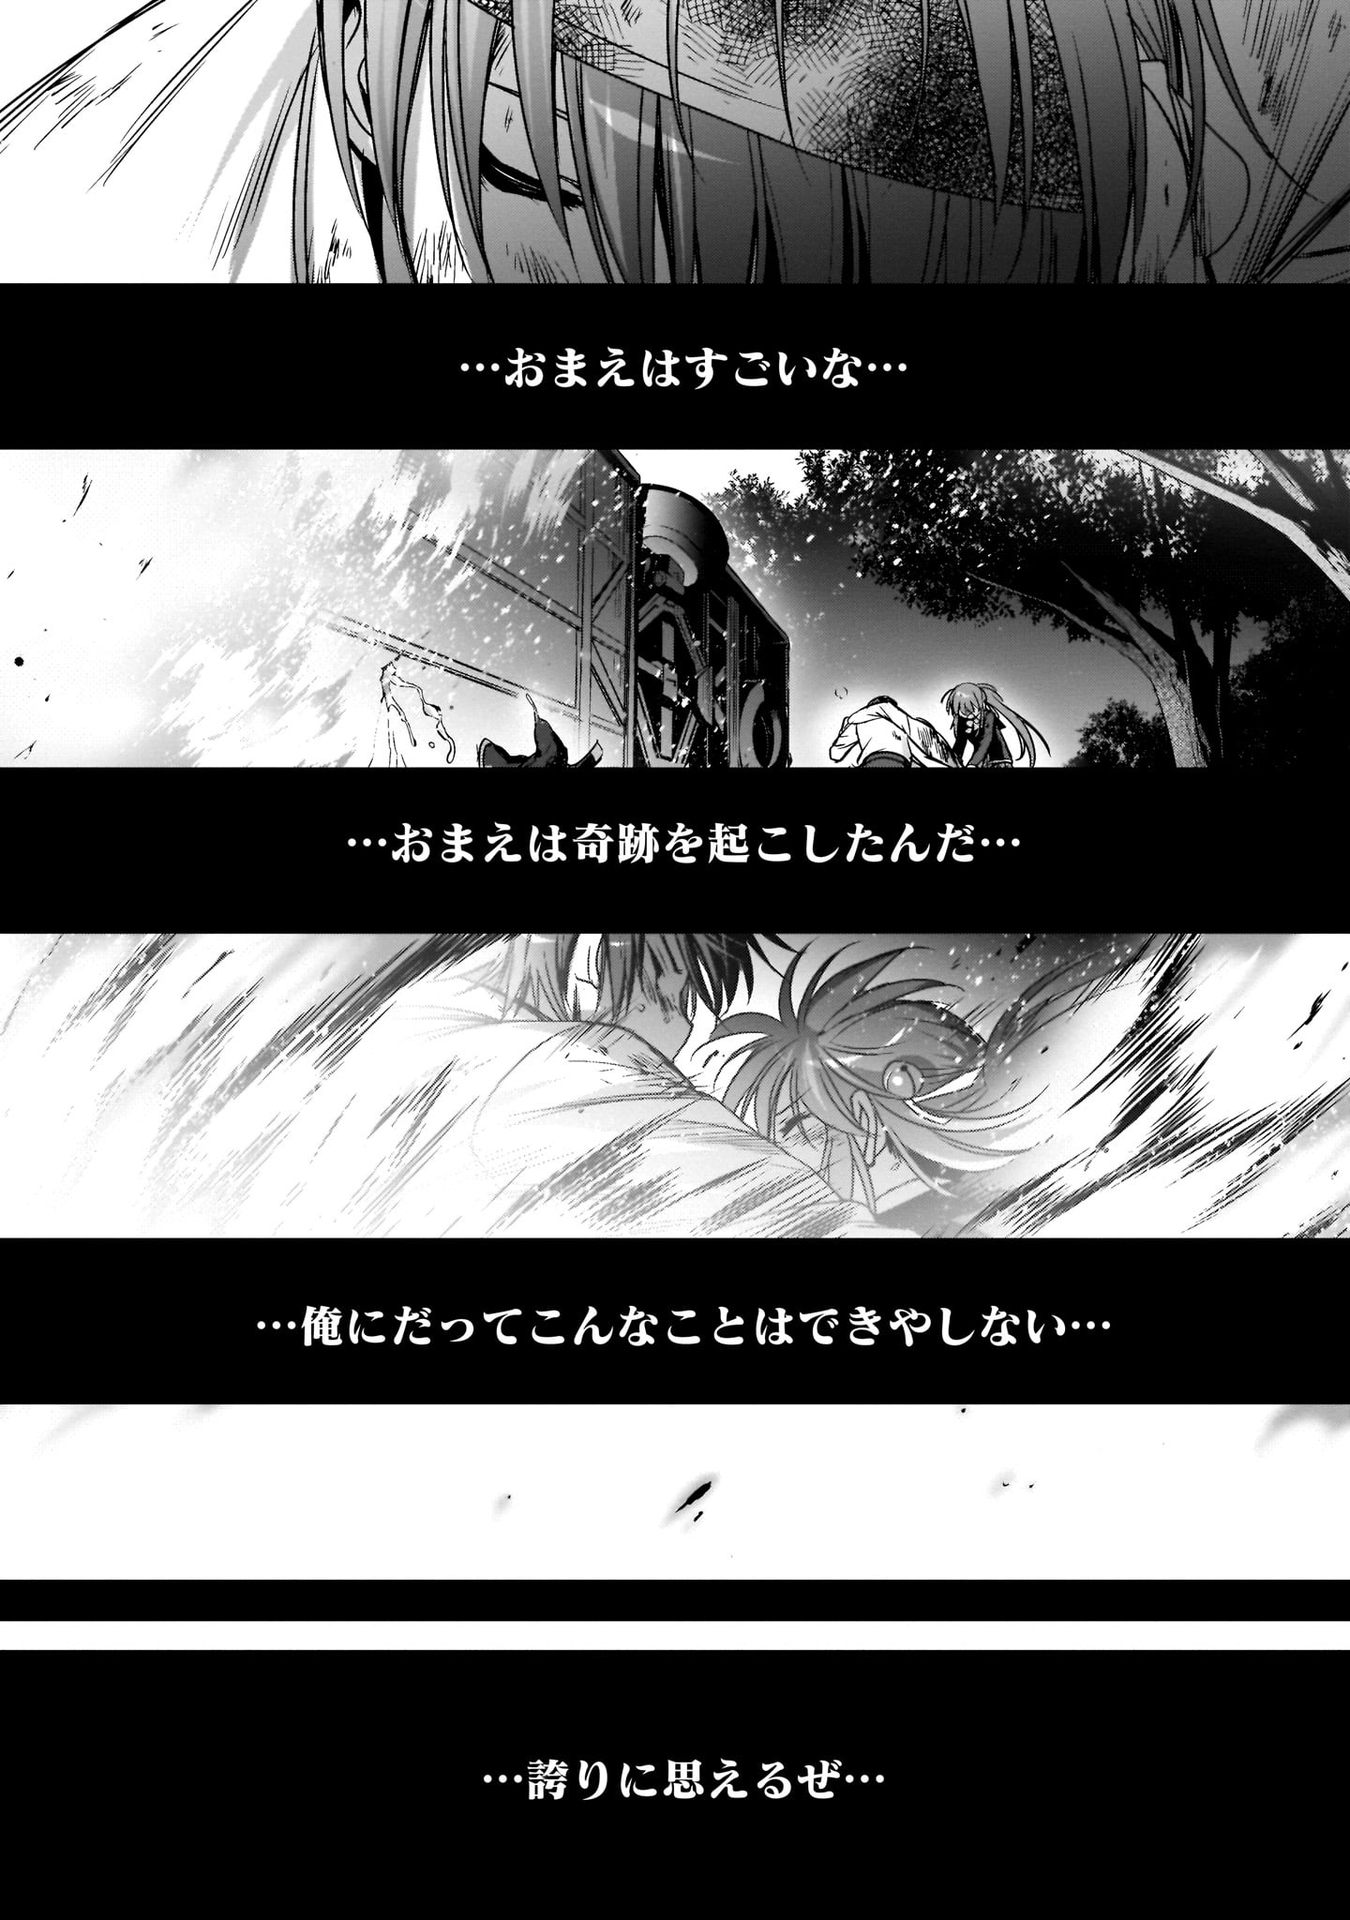 …おまえはすごいな…
…おまえは奇跡を起こしたんだ…
…俺にだってこんなことはできやしない…
…誇りに思えるぜ…